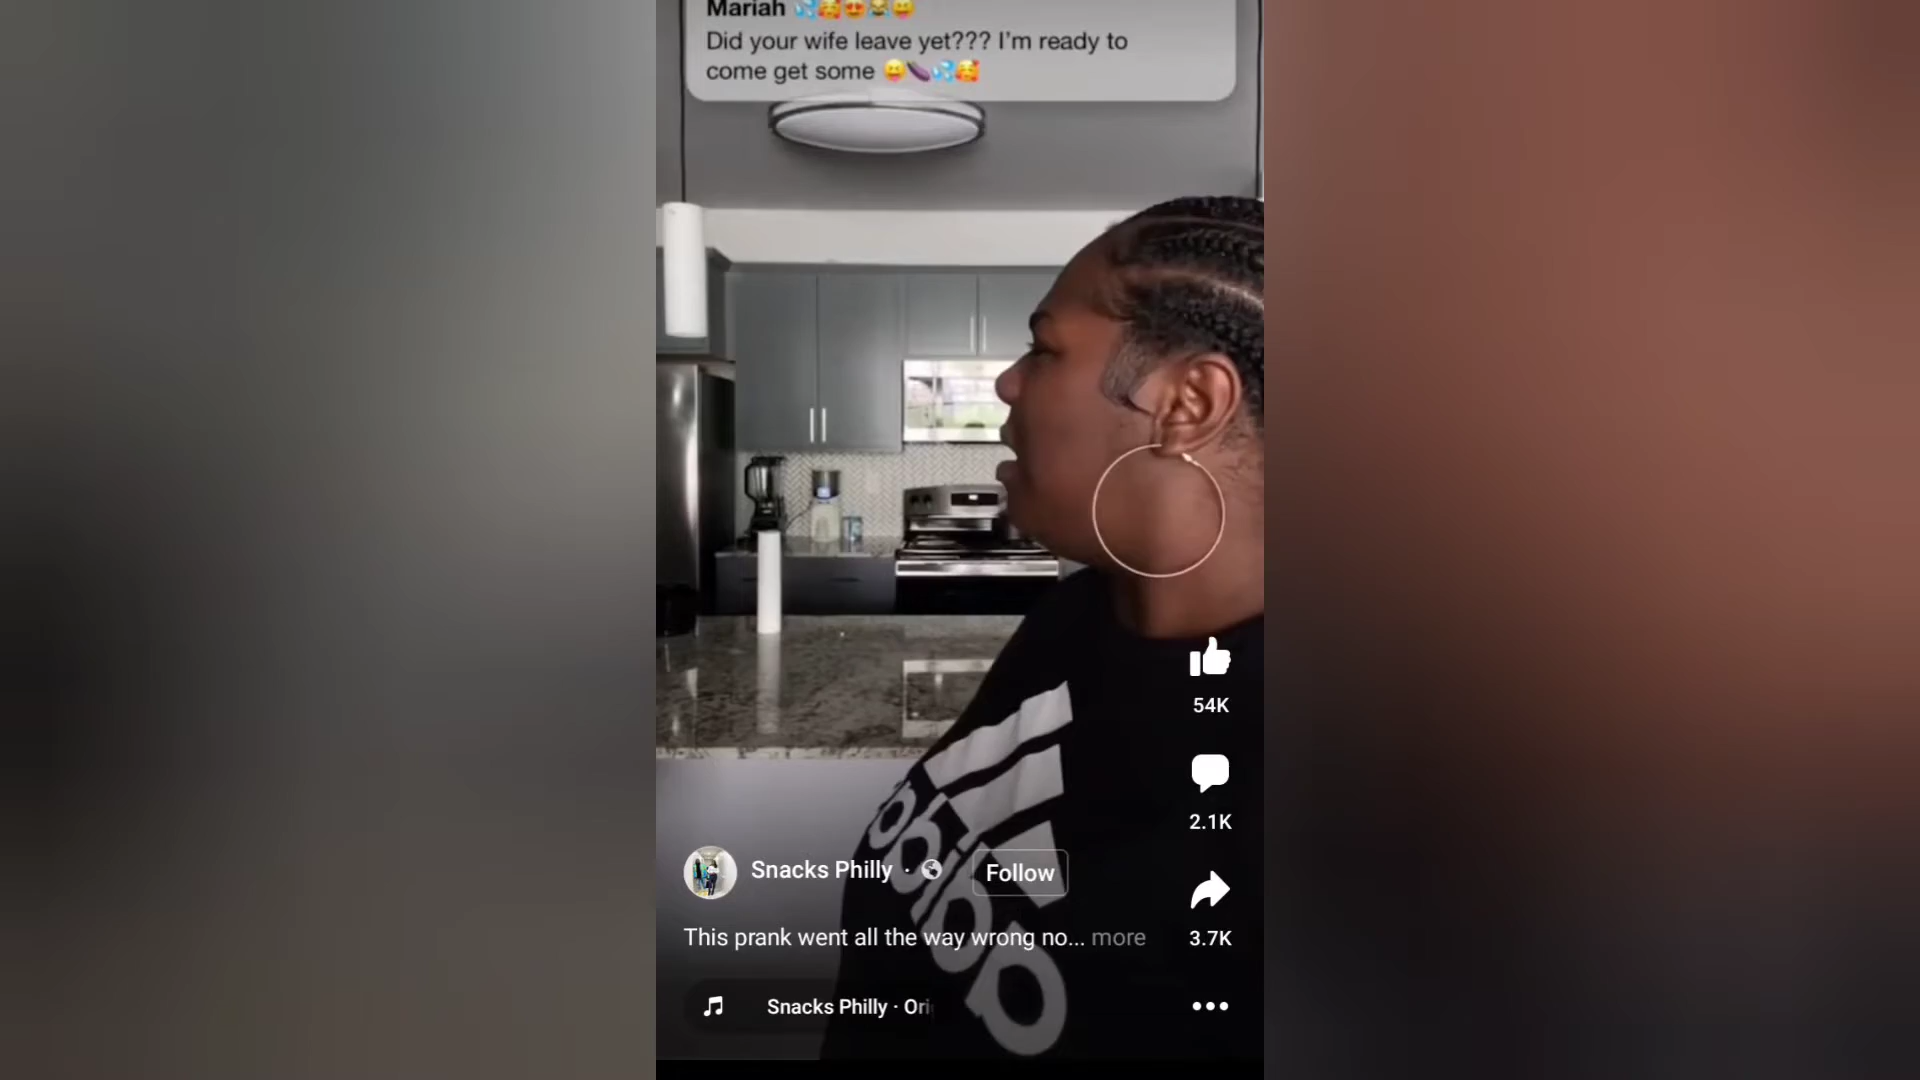 Mariah 💦🥰😍😹😛
Did your wife leave yet??? I'm ready to
come get some 😛🍆💦🥰
adidas
54K
2.1K
Snacks Philly ·
Follow
This prank went all the way wrong no... more
3.7K
Snacks Philly · Ori